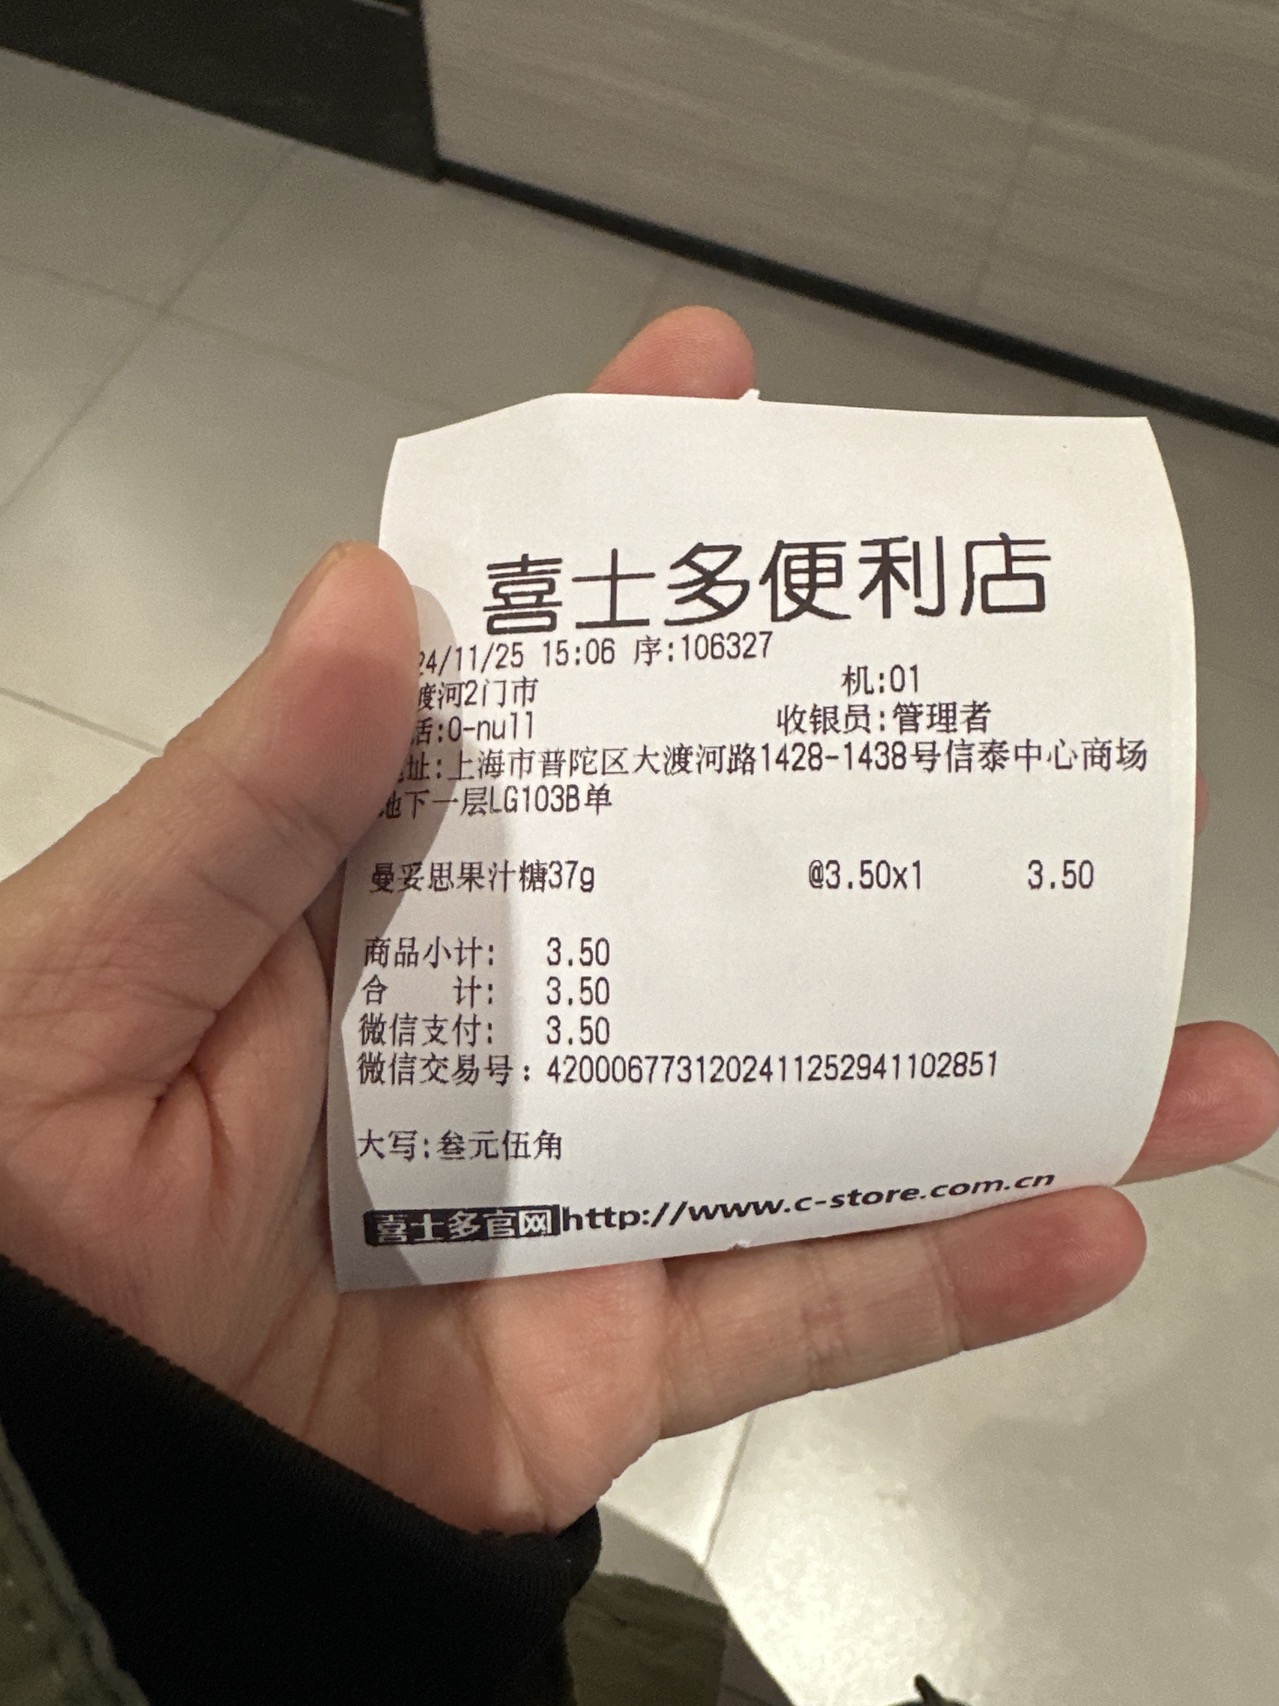 喜士多便利店
24/11/25 15:06 序:106327
渡河2门市 机:01
话:0-null 收银员:管理者
址:上海市普陀区大渡河路1428-1438号信泰中心商场
地下一层LG103B单
曼妥思果汁糖37g @3.50x1 3.50
商品小计: 3.50
合 计: 3.50
微信支付: 3.50
微信交易号:4200067731202411252941102851
大写:叁元伍角
喜士多官网http://www.c-store.com.cn